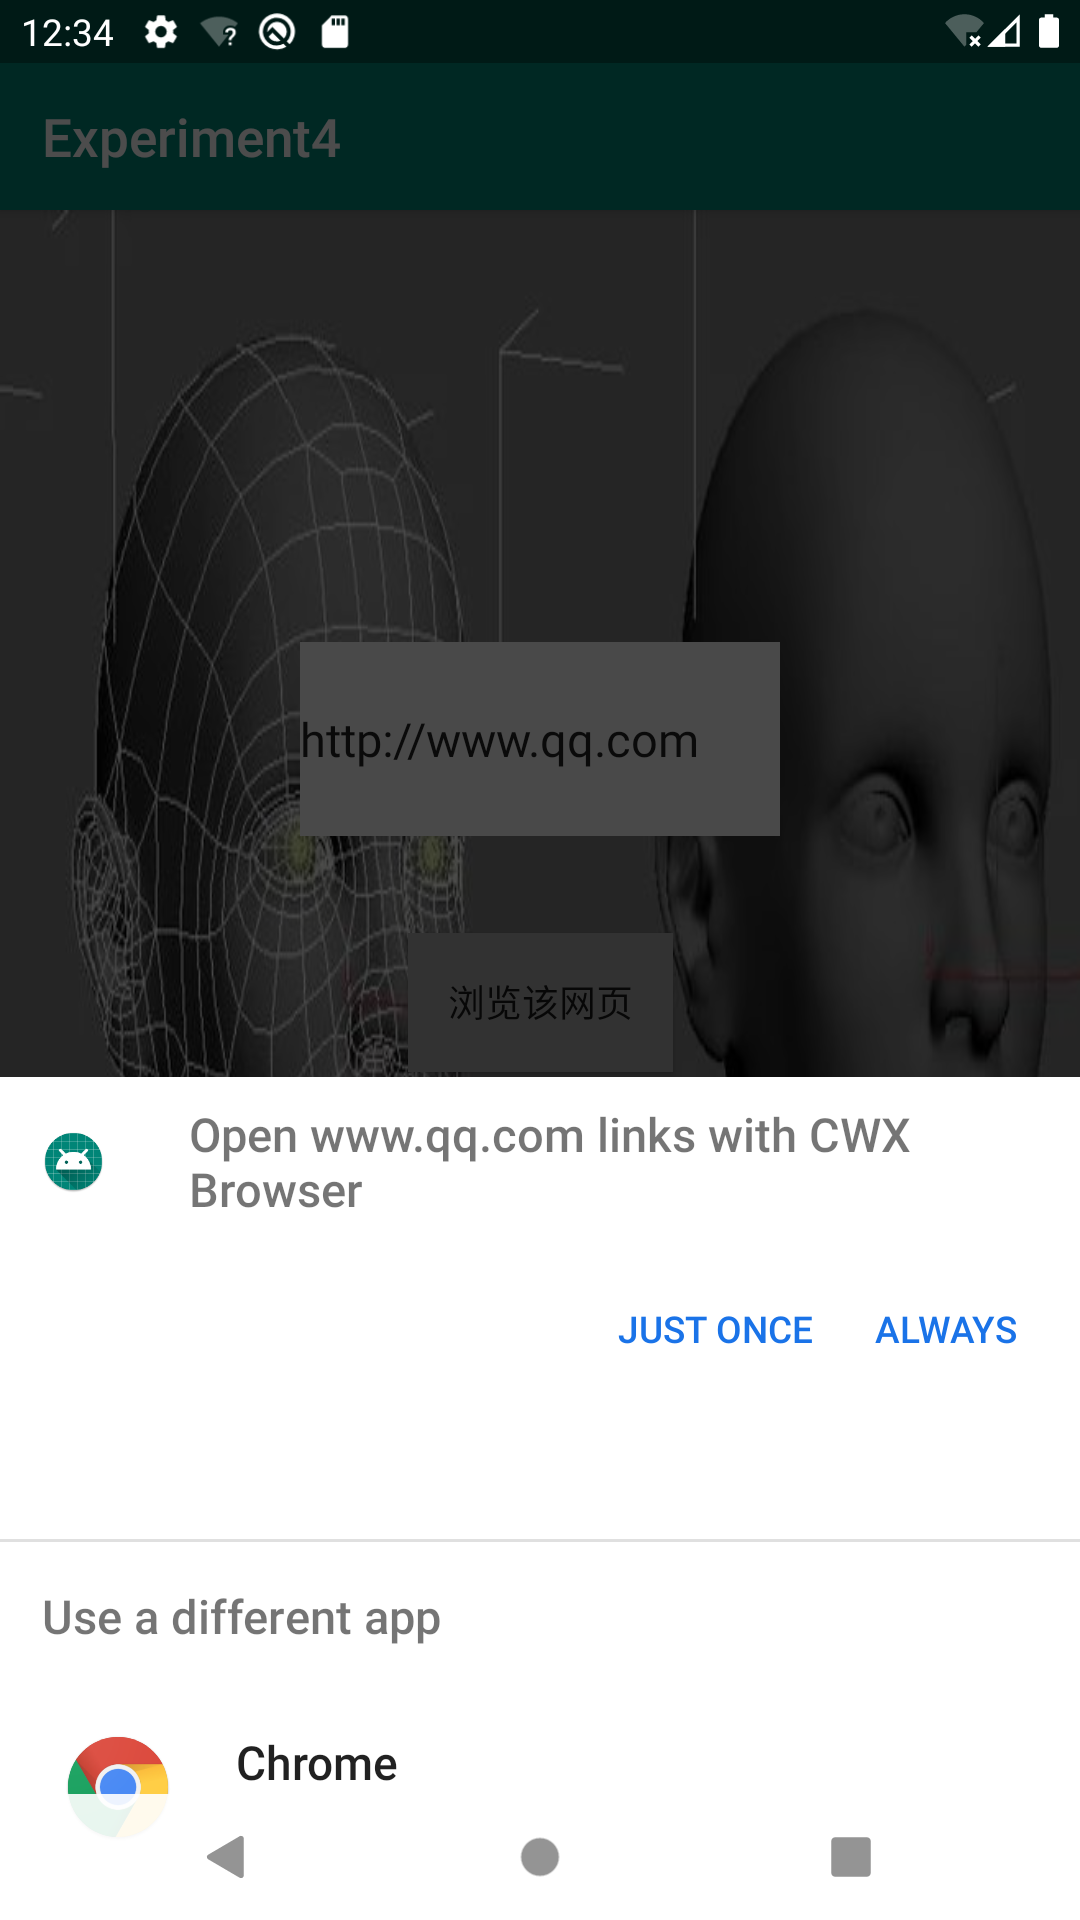 12:34
Experiment4
http://www.qq.com
浏览该网页
Open www.qq.com links with CWX
Browser
JUST ONCE ALWAYS
Use a different app
Chrome